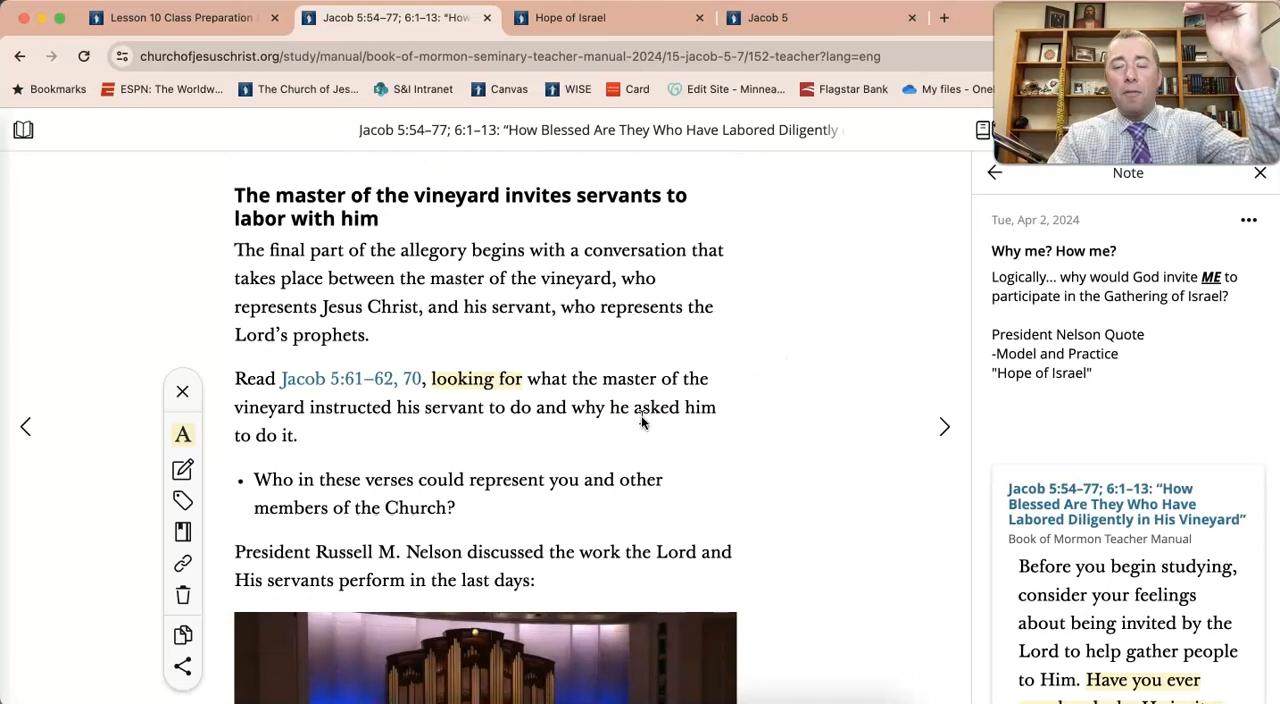 Lesson 10 Class Preparation
Jacob 5:54–77; 6:1–13: “How
Hope of Israel
Jacob 5
churchofjesuschrist.org/study/manual/book-of-mormon-seminary-teacher-manual-2024/15-jacob-5-7/152-teacher?lang=eng
Bookmarks
ESPN: The Worldw...
The Church of Jes...
S&I Intranet
Canvas
WISE
Card
Edit Site - Minnea...
Flagstar Bank
My files - One
Jacob 5:54–77; 6:1–13: “How Blessed Are They Who Have Labored Diligently
The master of the vineyard invites servants to
labor with him
The final part of the allegory begins with a conversation that
takes place between the master of the vineyard, who
represents Jesus Christ, and his servant, who represents the
Lord’s prophets.
Read Jacob 5:61–62, 70, looking for what the master of the
vineyard instructed his servant to do and why he asked him
to do it.
• Who in these verses could represent you and other
members of the Church?
President Russell M. Nelson discussed the work the Lord and
His servants perform in the last days:
A
Note
Tue, Apr 2, 2024
Why me? How me?
Logically... why would God invite ME to
participate in the Gathering of Israel?
President Nelson Quote
-Model and Practice
"Hope of Israel"
Jacob 5:54–77; 6:1–13: “How
Blessed Are They Who Have
Labored Diligently in His Vineyard”
Book of Mormon Teacher Manual
Before you begin studying,
consider your feelings
about being invited by the
Lord to help gather people
to Him. Have you ever